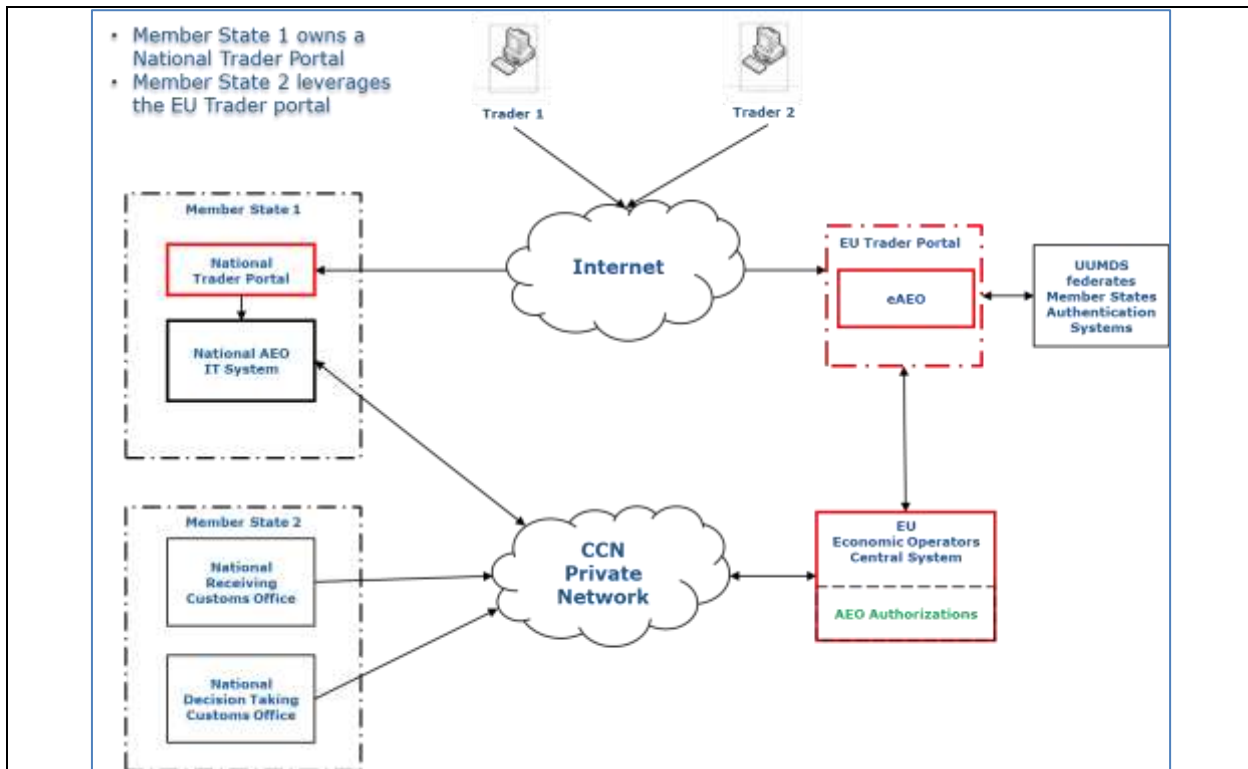 • Member State 1 owns a
National Trader Portal
• Member State 2 leverages
the EU Trader portal
Trader 1
Trader 2
Member State 1
National
Trader Portal
National AEO
IT System
Internet
EU Trader Portal
eAEO
UUMDS
federates
Member States
Authentication
Systems
Member State 2
National
Receiving
Customs Office
National
Decision Taking
Customs Office
CCN
Private
Network
EU
Economic Operators
Central System
AEO Authorizations